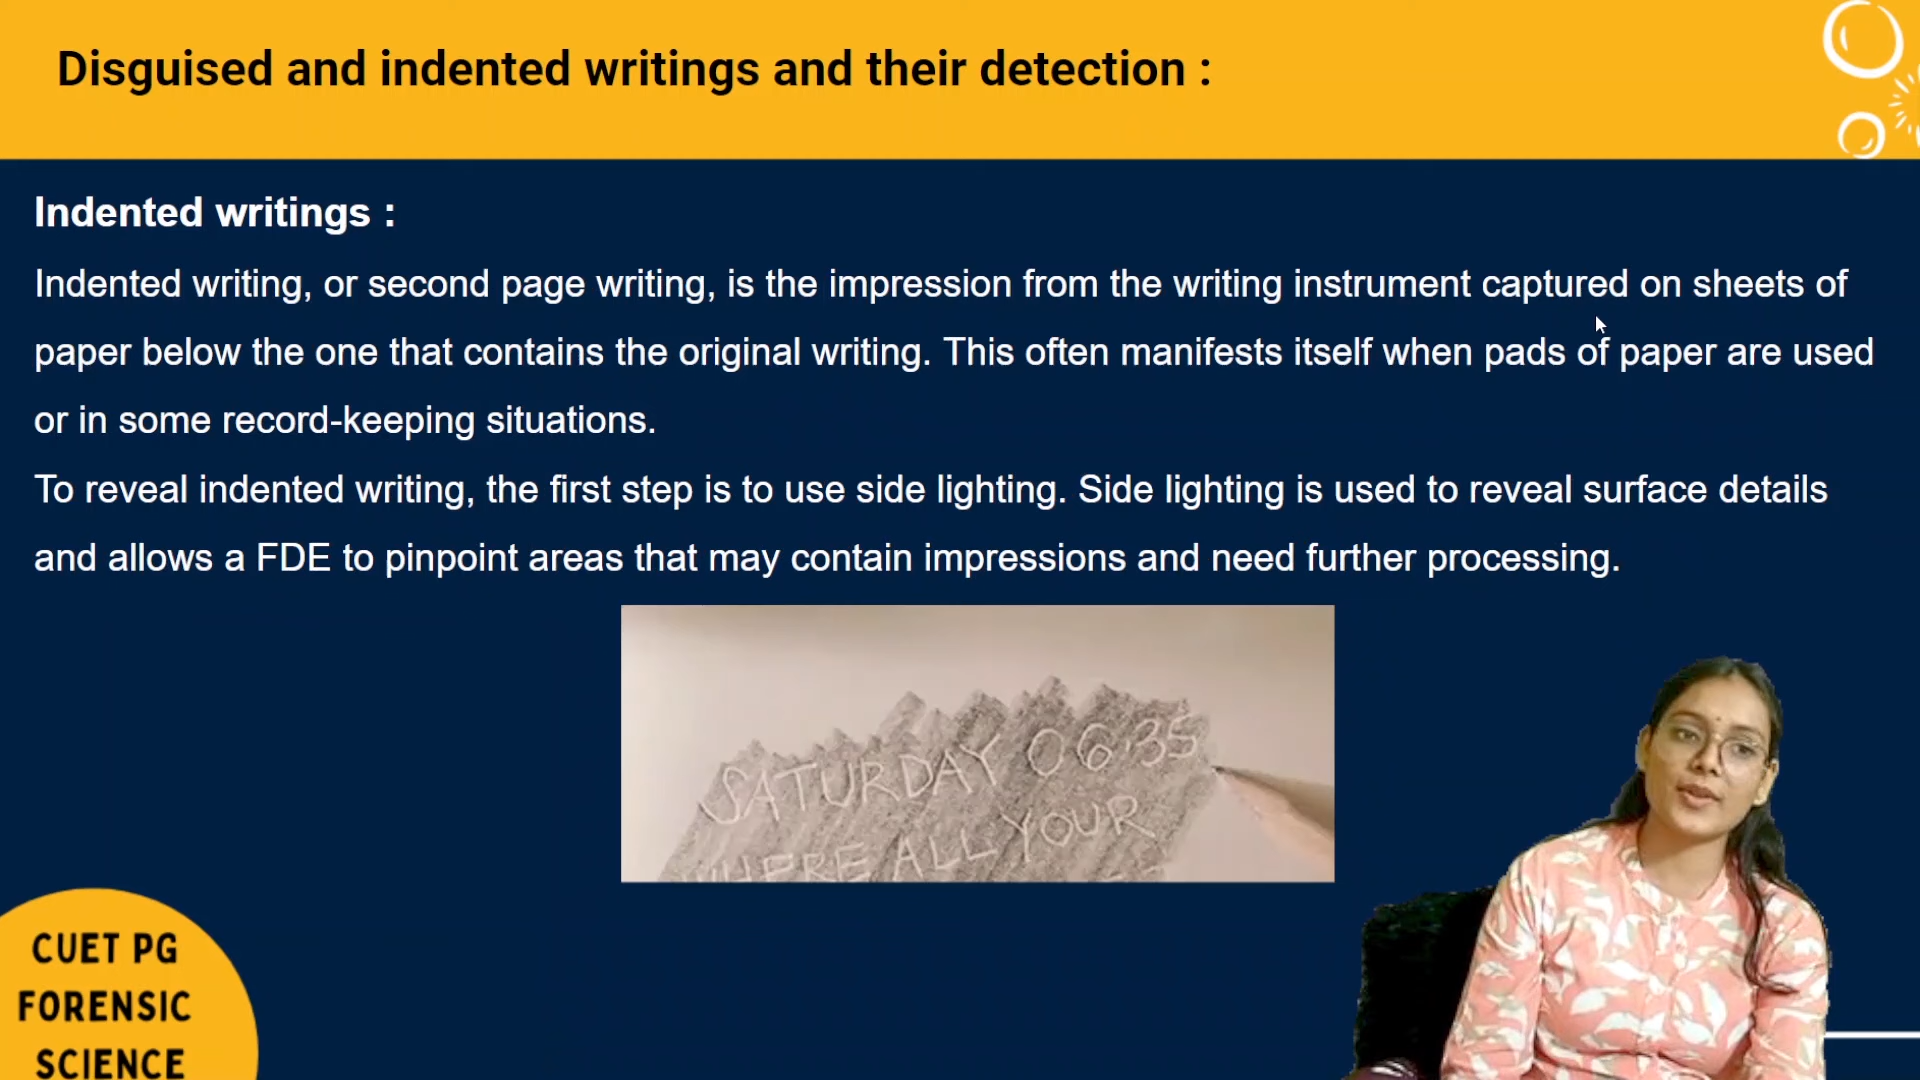 Disguised and indented writings and their detection :
Indented writings :
Indented writing, or second page writing, is the impression from the writing instrument captured on sheets of
paper below the one that contains the original writing. This often manifests itself when pads of paper are used
or in some record-keeping situations.
To reveal indented writing, the first step is to use side lighting. Side lighting is used to reveal surface details
and allows a FDE to pinpoint areas that may contain impressions and need further processing.
SATURDAY 06:35
WHERE ALL YOUR
CUET PG
FORENSIC
SCIENCE